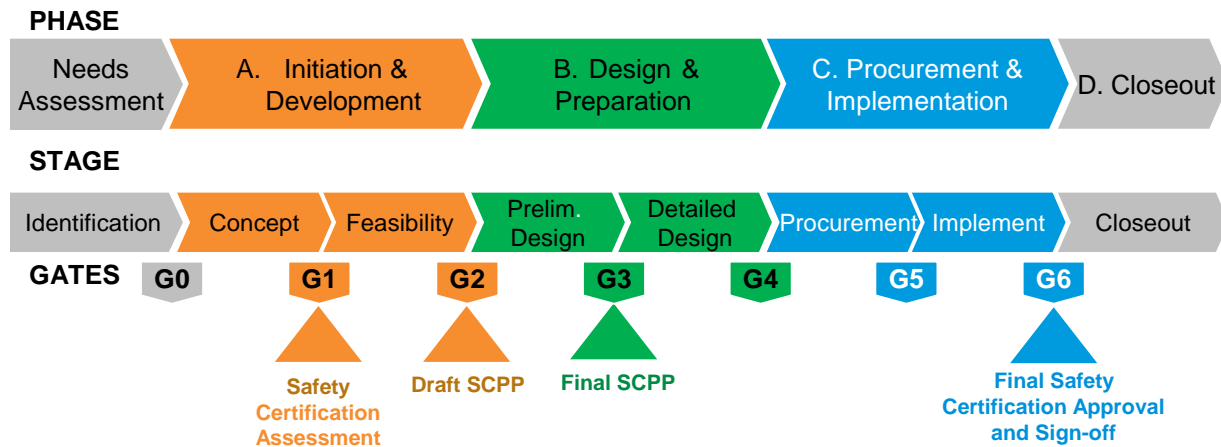 PHASE
Needs
Assessment
A. Initiation &
Development
B. Design &
Preparation
C. Procurement &
Implementation
D. Closeout
STAGE
Identification
Concept
Feasibility
Prelim.
Design
Detailed
Design
Procurement
Implement
Closeout
GATES
G0
G1
G2
G3
G4
G5
G6
Safety
Certification
Assessment
Draft SCPP
Final SCPP
Final Safety
Certification Approval
and Sign-off